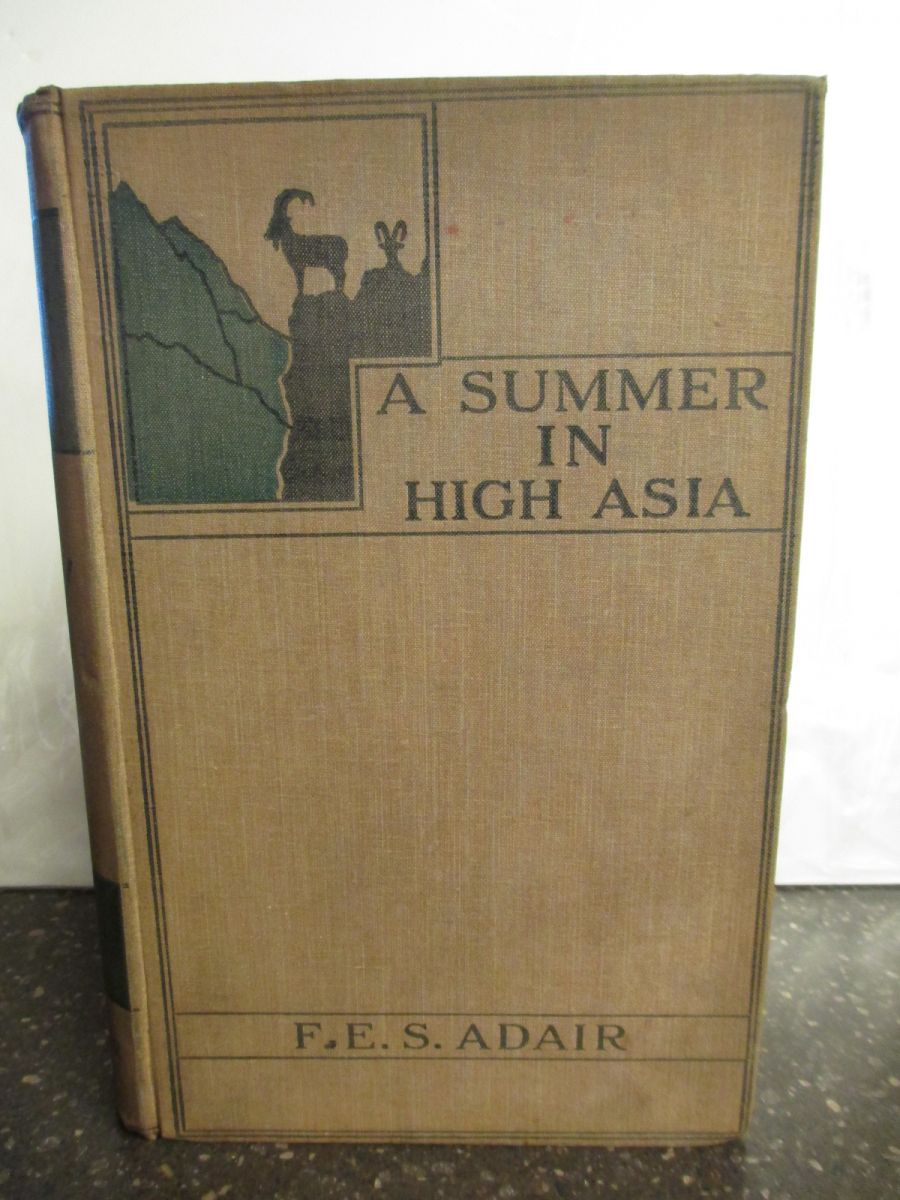 A SUMMER
IN
HIGH ASIA
F.E.S. ADAIR